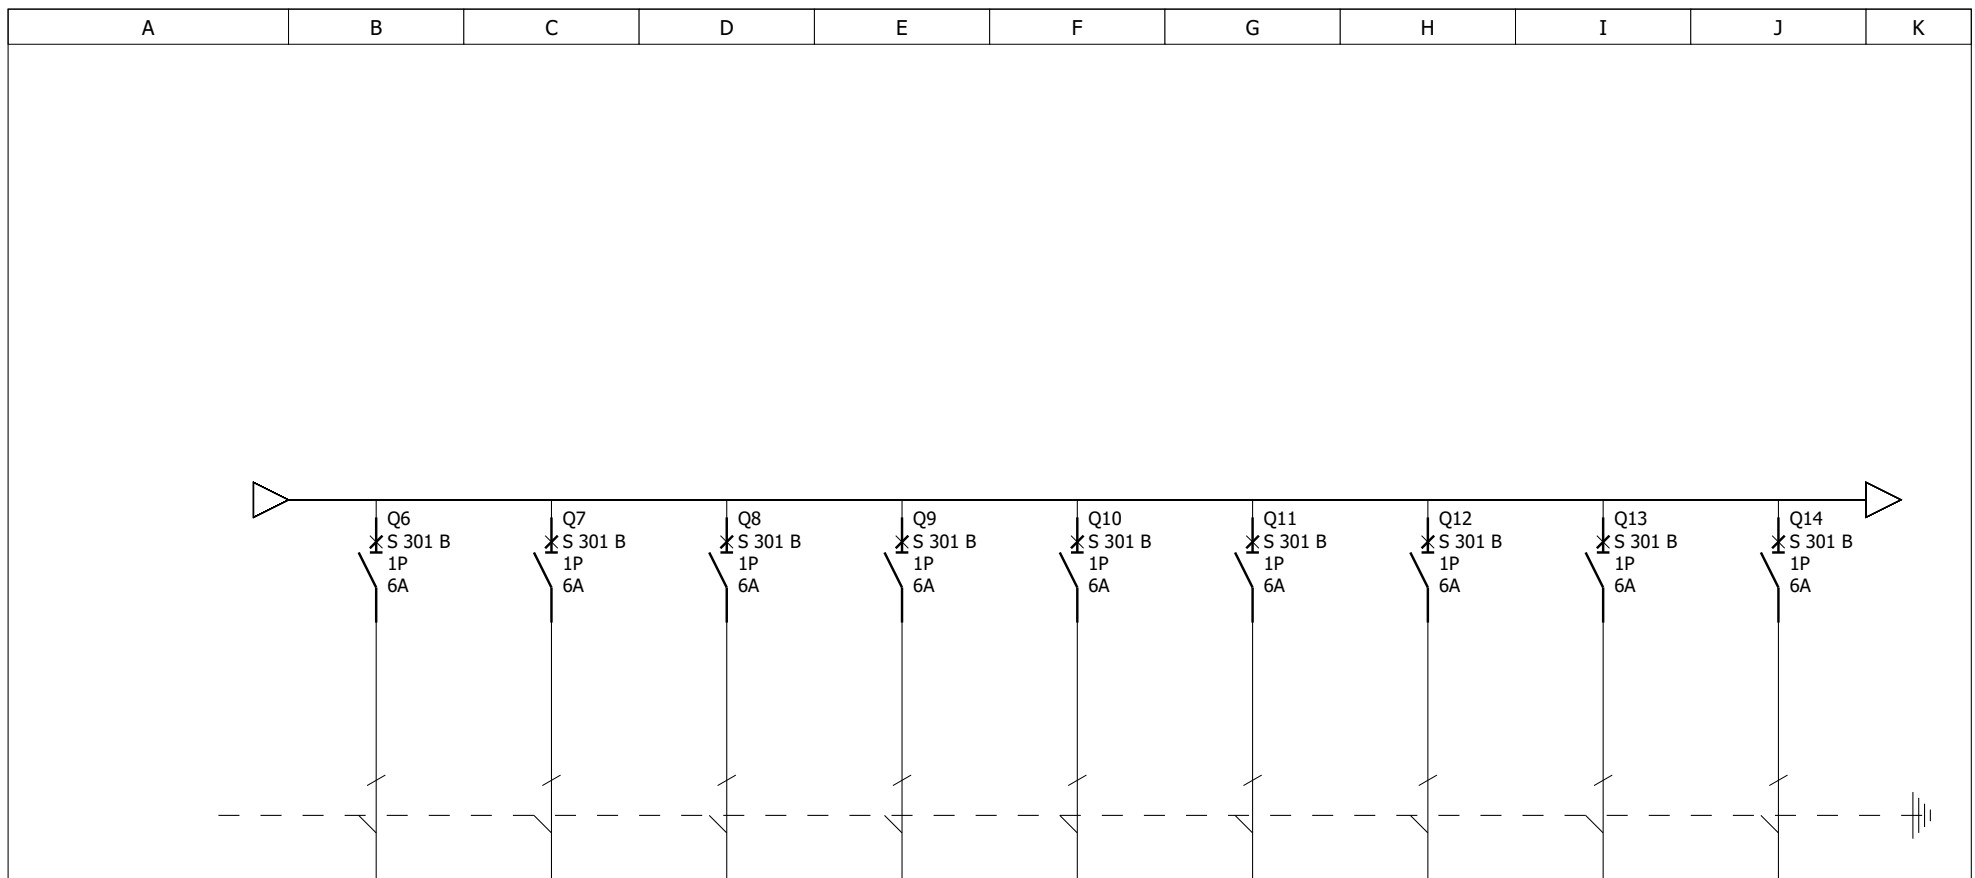 A B C D E F G H I J K
Q6 Q7 Q8 Q9 Q10 Q11 Q12 Q13 Q14
S 301 B S 301 B S 301 B S 301 B S 301 B S 301 B S 301 B S 301 B S 301 B
1P 1P 1P 1P 1P 1P 1P 1P 1P
6A 6A 6A 6A 6A 6A 6A 6A 6A